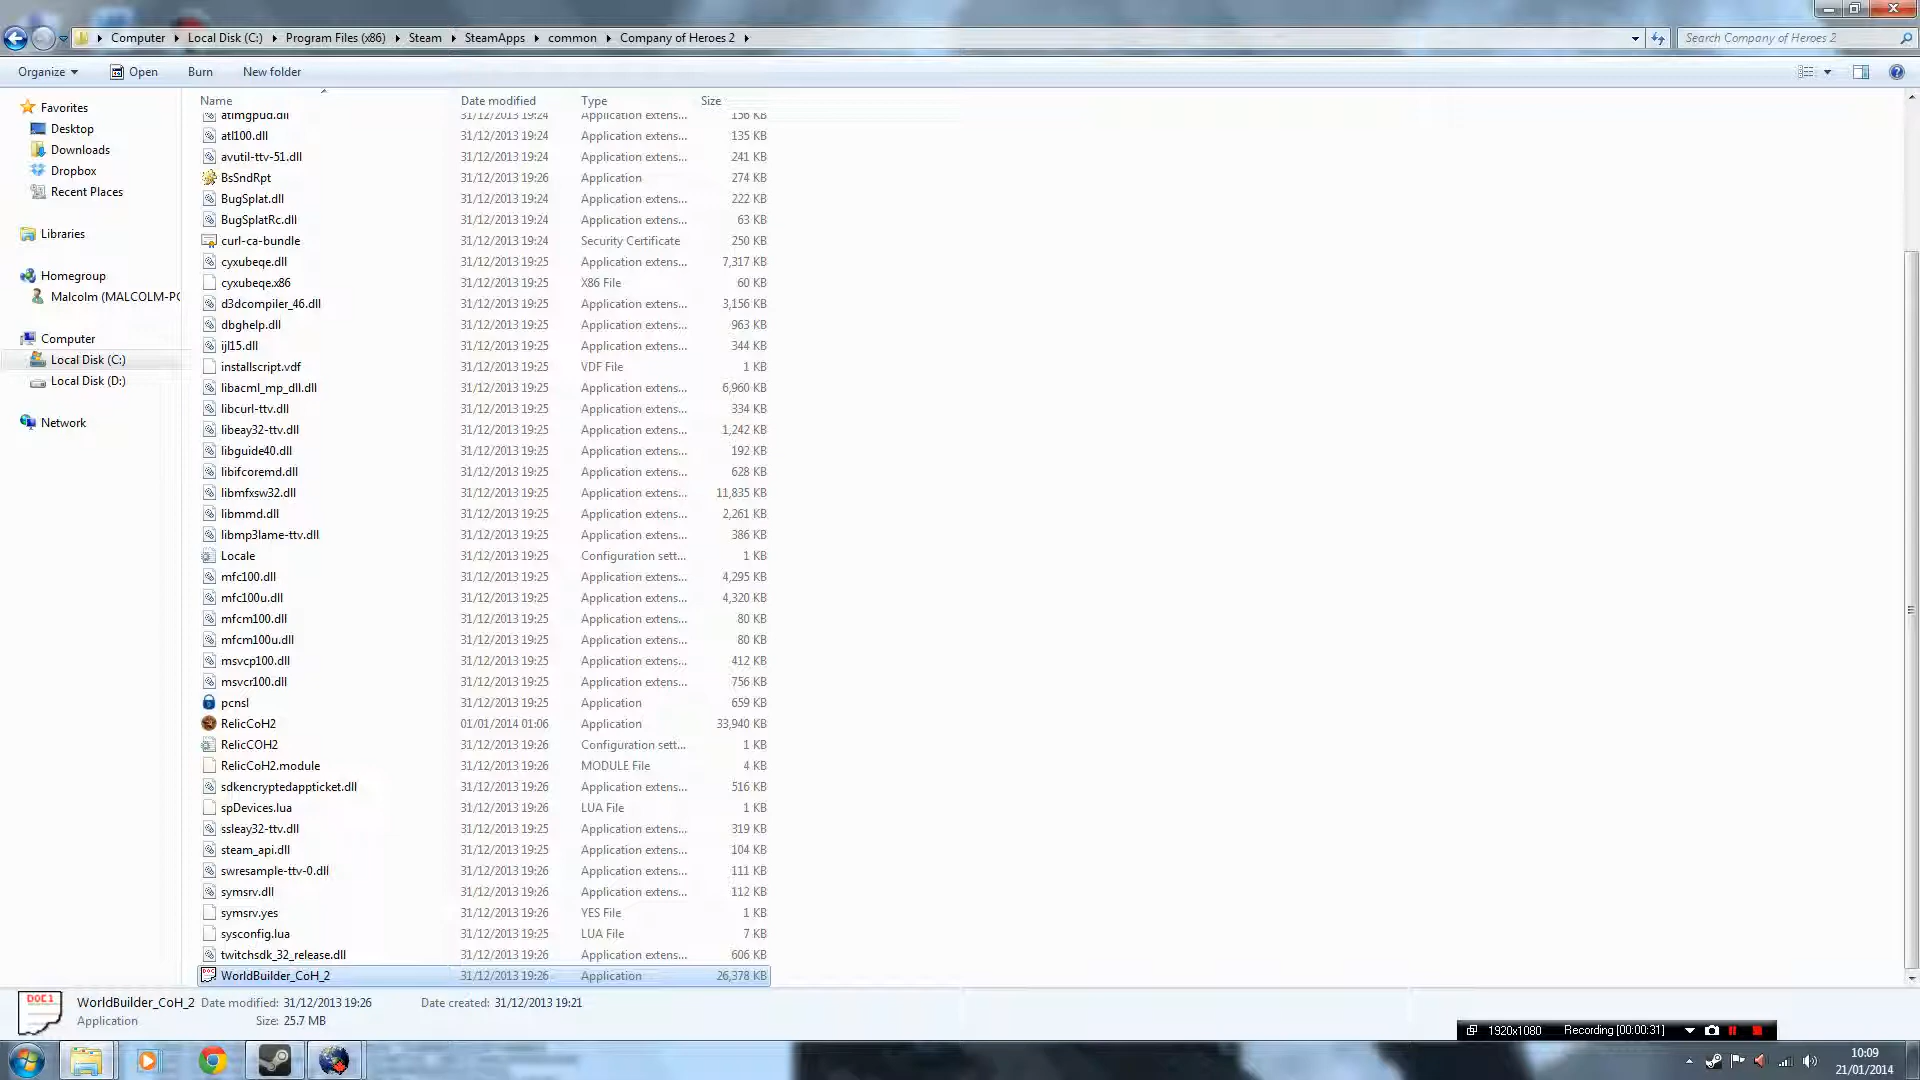 Computer Local Disk (C:) Program Files (x86) Steam SteamApps common Company of Heroes 2 Search Company of Heroes 2
Organize Open Burn New folder
Name Date modified Type Size
Favorites
Desktop
Downloads
Dropbox
Recent Places
Libraries
Homegroup
Malcolm (MALCOLM-PC
Computer
Local Disk (C:)
Local Disk (D:)
Network
atimgpud.dll 31/12/2013 19:24 Application extens... 156 KB
atl100.dll 31/12/2013 19:24 Application extens... 135 KB
avutil-ttv-51.dll 31/12/2013 19:24 Application extens... 241 KB
BsSndRpt 31/12/2013 19:26 Application 274 KB
BugSplat.dll 31/12/2013 19:24 Application extens... 222 KB
BugSplatRc.dll 31/12/2013 19:24 Application extens... 63 KB
curl-ca-bundle 31/12/2013 19:24 Security Certificate 250 KB
cyxubeqe.dll 31/12/2013 19:25 Application extens... 7,317 KB
cyxubeqe.x86 31/12/2013 19:25 X86 File 60 KB
d3dcompiler_46.dll 31/12/2013 19:25 Application extens... 3,156 KB
dbghelp.dll 31/12/2013 19:25 Application extens... 963 KB
ijl15.dll 31/12/2013 19:25 Application extens... 344 KB
installscript.vdf 31/12/2013 19:25 VDF File 1 KB
libacml_mp_dll.dll 31/12/2013 19:25 Application extens... 6,960 KB
libcurl-ttv.dll 31/12/2013 19:25 Application extens... 334 KB
libeay32-ttv.dll 31/12/2013 19:25 Application extens... 1,242 KB
libguide40.dll 31/12/2013 19:25 Application extens... 192 KB
libifcoremd.dll 31/12/2013 19:25 Application extens... 628 KB
libmfxsw32.dll 31/12/2013 19:25 Application extens... 11,835 KB
libmmd.dll 31/12/2013 19:25 Application extens... 2,261 KB
libmp3lame-ttv.dll 31/12/2013 19:25 Application extens... 386 KB
Locale 31/12/2013 19:25 Configuration sett... 1 KB
mfc100.dll 31/12/2013 19:25 Application extens... 4,295 KB
mfc100u.dll 31/12/2013 19:25 Application extens... 4,320 KB
mfcm100.dll 31/12/2013 19:25 Application extens... 80 KB
mfcm100u.dll 31/12/2013 19:25 Application extens... 80 KB
msvcp100.dll 31/12/2013 19:25 Application extens... 412 KB
msvcr100.dll 31/12/2013 19:25 Application extens... 756 KB
pcnsl 31/12/2013 19:25 Application 659 KB
RelicCoH2 01/01/2014 01:06 Application 33,940 KB
RelicCOH2 31/12/2013 19:26 Configuration sett... 1 KB
RelicCoH2.module 31/12/2013 19:26 MODULE File 4 KB
sdkencryptedappticket.dll 31/12/2013 19:26 Application extens... 516 KB
spDevices.lua 31/12/2013 19:26 LUA File 1 KB
ssleay32-ttv.dll 31/12/2013 19:25 Application extens... 319 KB
steam_api.dll 31/12/2013 19:25 Application extens... 104 KB
swresample-ttv-0.dll 31/12/2013 19:26 Application extens... 111 KB
symsrv.dll 31/12/2013 19:26 Application extens... 112 KB
symsrv.yes 31/12/2013 19:26 YES File 1 KB
sysconfig.lua 31/12/2013 19:25 LUA File 7 KB
twitchsdk_32_release.dll 31/12/2013 19:26 Application extens... 606 KB
WorldBuilder_CoH_2 31/12/2013 19:26 Application 26,378 KB
DOC1
WorldBuilder_CoH_2 Date modified: 31/12/2013 19:26 Date created: 31/12/2013 19:21
Application Size: 25.7 MB
1920x1080 Recording [00:00:31]
10:09
21/01/2014